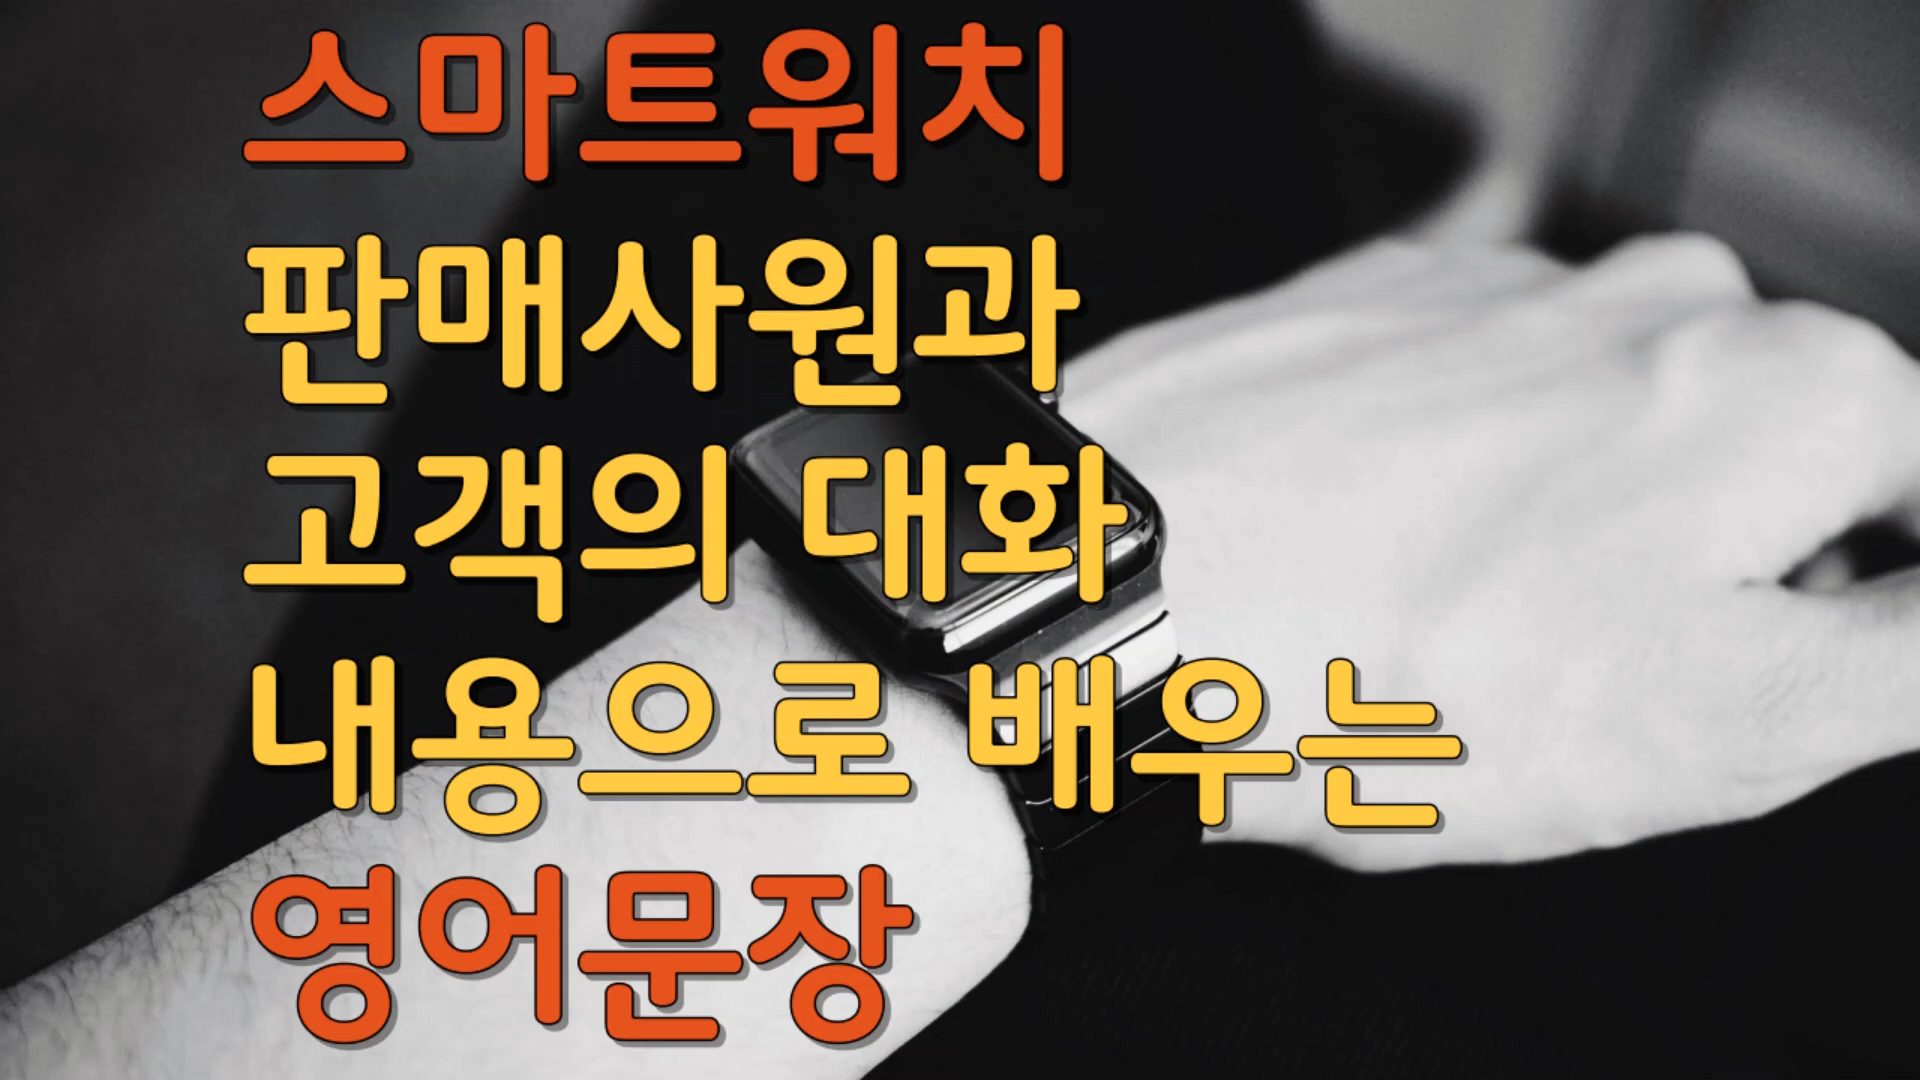 스마트워치
판매사원과
고객의 대화
내용으로 배우는
영어문장